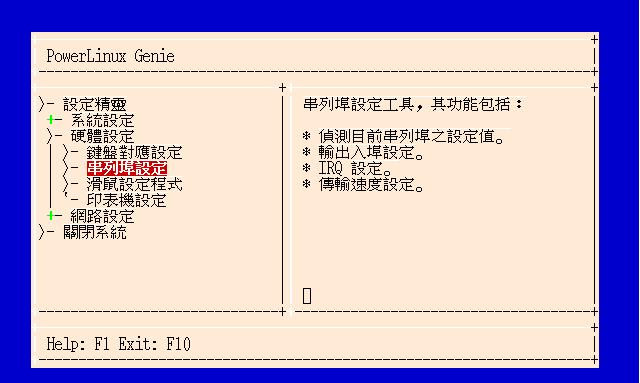 PowerLinux Genie
設定精靈
系統設定
硬體設定
鍵盤對應設定
串列埠設定
滑鼠設定程式
印表機設定
網路設定
關閉系統
串列埠設定工具，其功能包括：
* 偵測目前串列埠之設定值。
* 輸出入埠設定。
* IRQ 設定。
* 傳輸速度設定。
Help: F1 Exit: F10